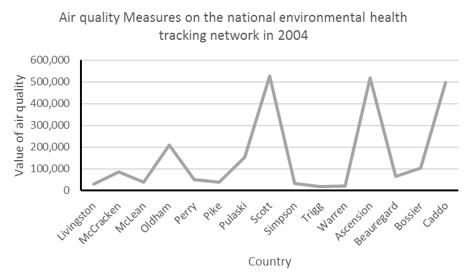 Air quality Measures on the national environmental health
tracking network in 2004
600,000
500,000
400,000
300,000
200,000
100,000
0
Value of air quality
Livingston
McCracken
McLean
Oldham
Perry
Pike
Pulaski
Scott
Simpson
Trigg
Warren
Ascension
Beauregard
Bossier
Caddo
Country